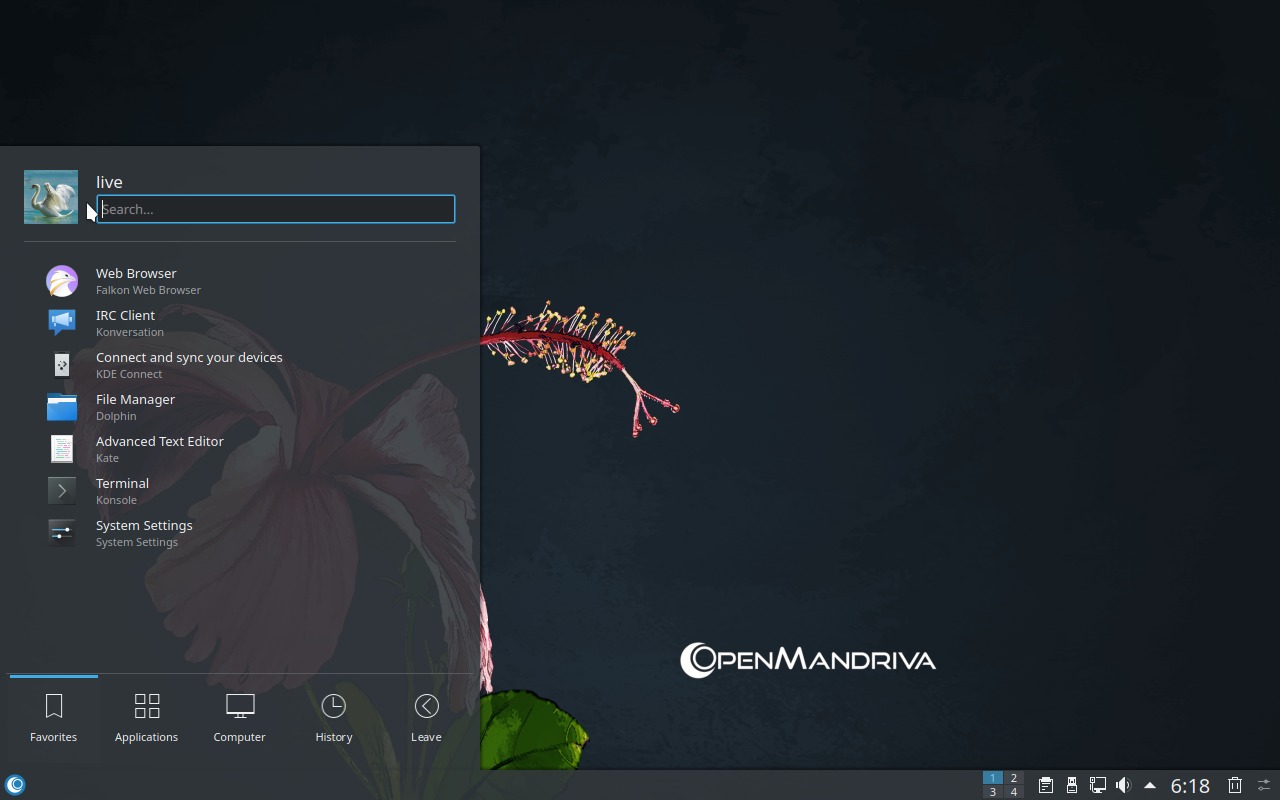 live
Search...
Web Browser
Falkon Web Browser
IRC Client
Konversation
Connect and sync your devices
KDE Connect
File Manager
Dolphin
Advanced Text Editor
Kate
Terminal
Konsole
System Settings
System Settings
OPENMANDRIVA
Favorites
Applications
Computer
History
Leave
1 2
3 4
6:18